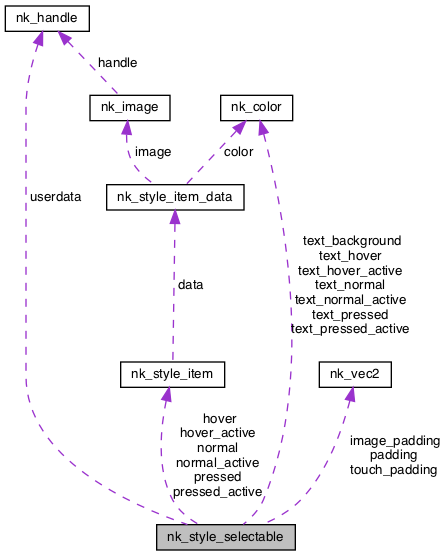 nk_handle
handle
nk_image
nk_color
image
color
nk_style_item_data
userdata
text_background
text_hover
text_hover_active
text_normal
text_normal_active
text_pressed
text_pressed_active
data
nk_style_item
nk_vec2
hover
hover_active
normal
normal_active
pressed
pressed_active
image_padding
padding
touch_padding
nk_style_selectable